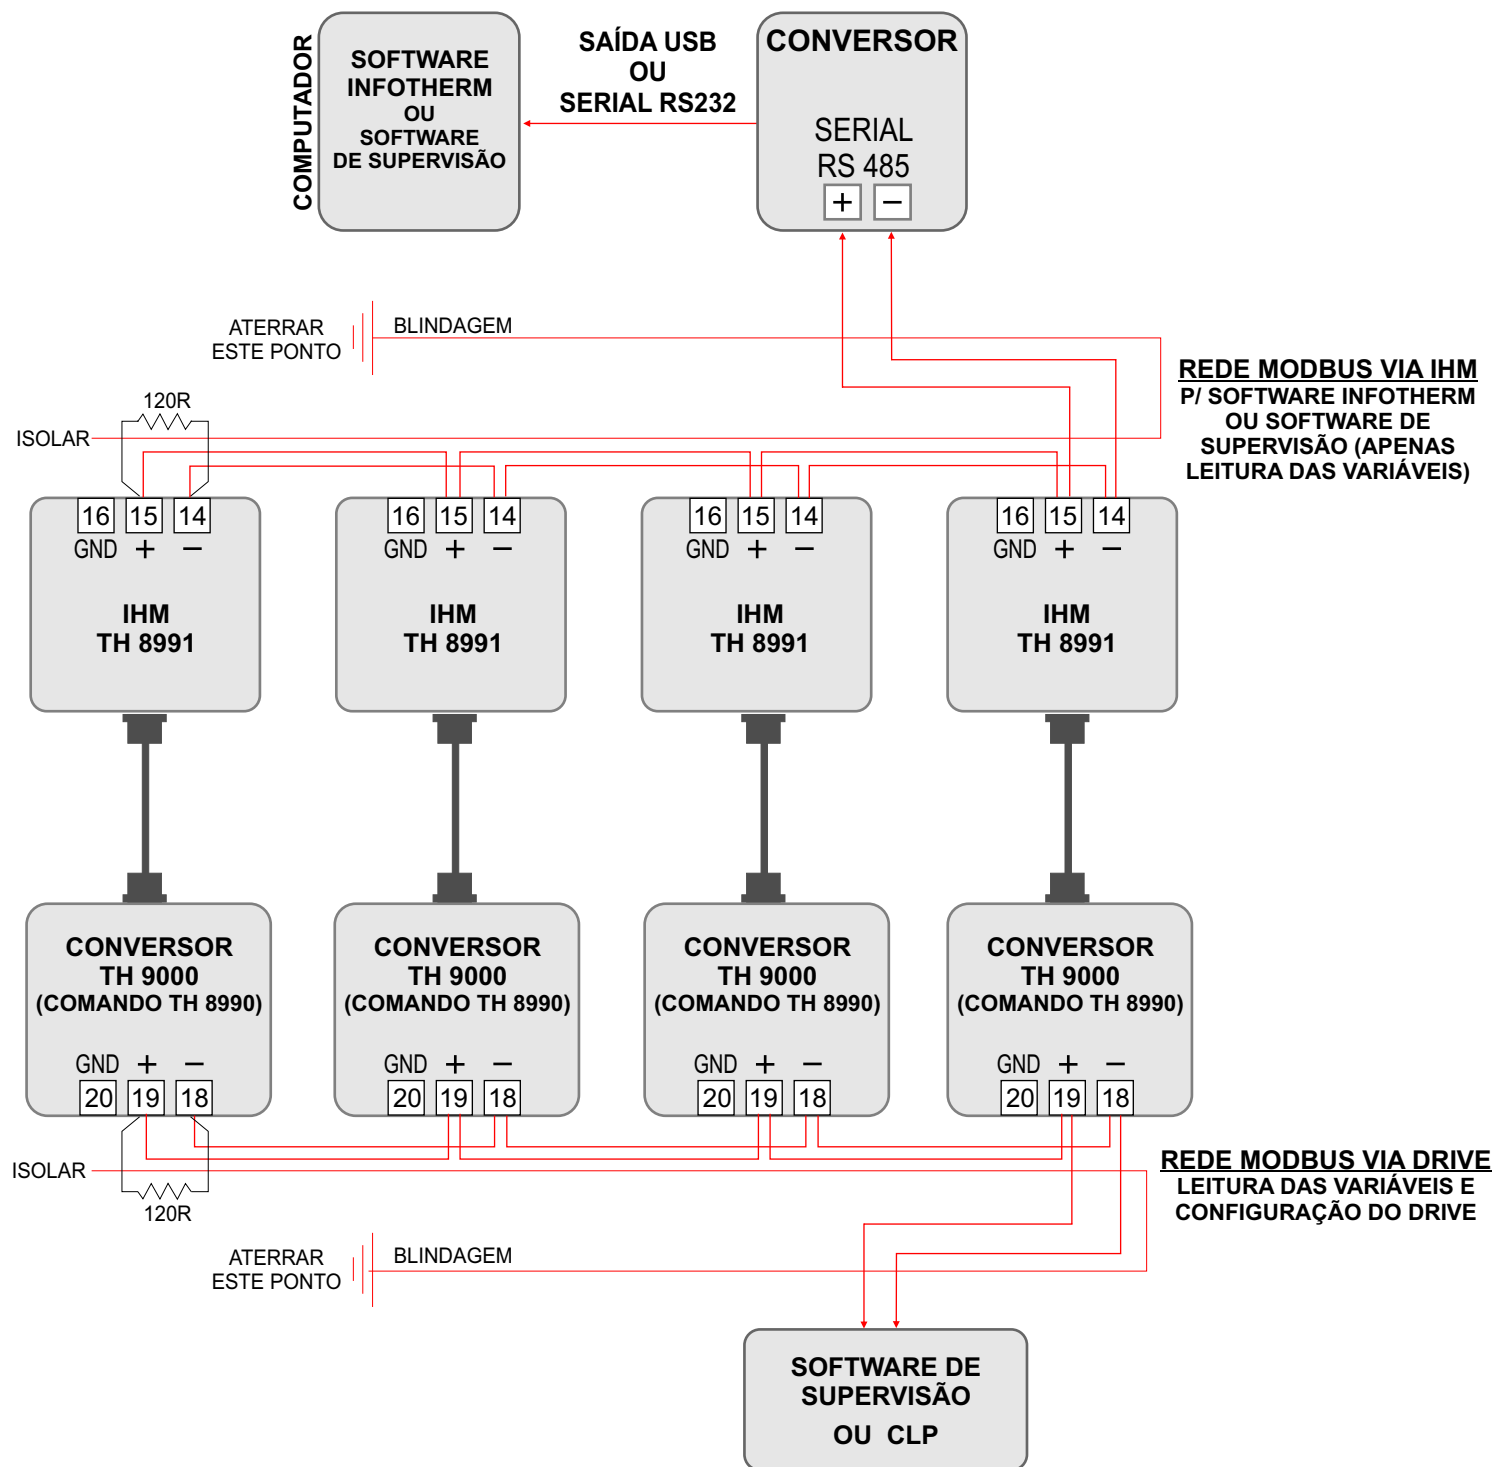 COMPUTADOR
SOFTWARE
INFOTHERM
OU
SOFTWARE
DE SUPERVISÃO
SAÍDA USB
OU
SERIAL RS232
CONVERSOR
SERIAL
RS 485
+ −
ATERRAR
ESTE PONTO
BLINDAGEM
REDE MODBUS VIA IHM
P/ SOFTWARE INFOTHERM
OU SOFTWARE DE
SUPERVISÃO (APENAS
LEITURA DAS VARIÁVEIS)
120R
ISOLAR
16 15 14
GND + −
IHM
TH 8991
16 15 14
GND + −
IHM
TH 8991
16 15 14
GND + −
IHM
TH 8991
16 15 14
GND + −
IHM
TH 8991
CONVERSOR
TH 9000
(COMANDO TH 8990)
GND + −
20 19 18
CONVERSOR
TH 9000
(COMANDO TH 8990)
GND + −
20 19 18
CONVERSOR
TH 9000
(COMANDO TH 8990)
GND + −
20 19 18
CONVERSOR
TH 9000
(COMANDO TH 8990)
GND + −
20 19 18
ISOLAR
120R
REDE MODBUS VIA DRIVE
LEITURA DAS VARIÁVEIS E
CONFIGURAÇÃO DO DRIVE
ATERRAR
ESTE PONTO
BLINDAGEM
SOFTWARE DE
SUPERVISÃO
OU CLP